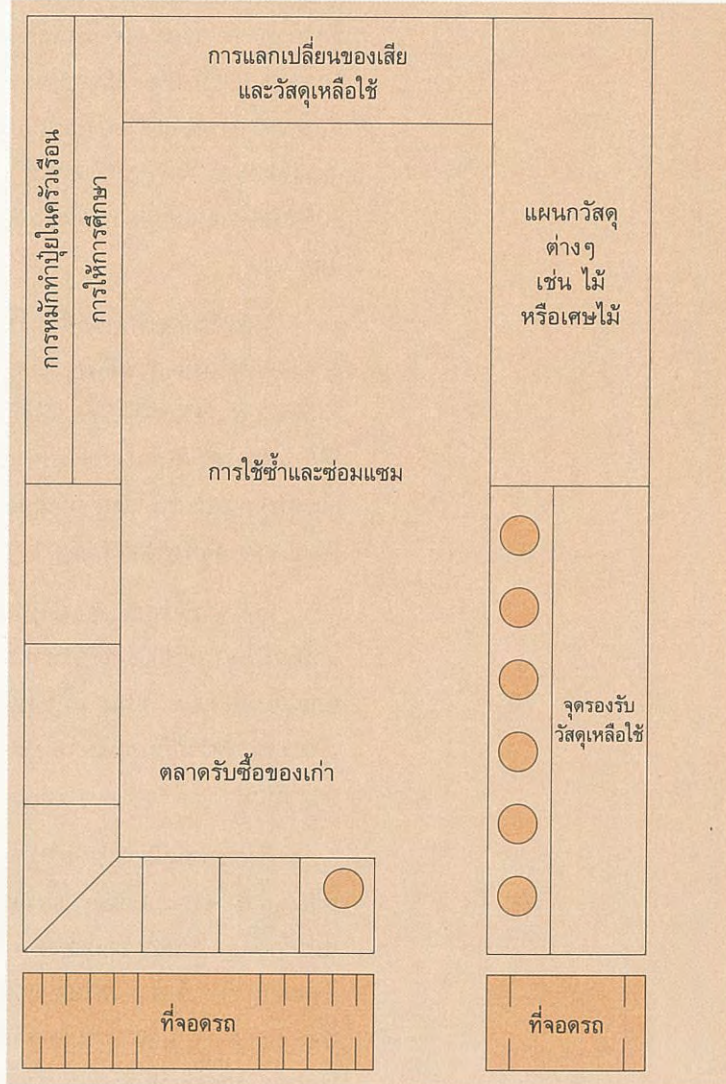 การแลกเปลี่ยนของเสีย
และวัสดุเหลือใช้
การหมักทำปุ๋ยในครัวเรือน
การให้การศึกษา
แผนกวัสดุ
ต่างๆ
เช่น ไม้
หรือเศษไม้
การใช้ซ้ำและซ่อมแซม
จุดรองรับ
วัสดุเหลือใช้
ตลาดรับซื้อของเก่า
ที่จอดรถ
ที่จอดรถ